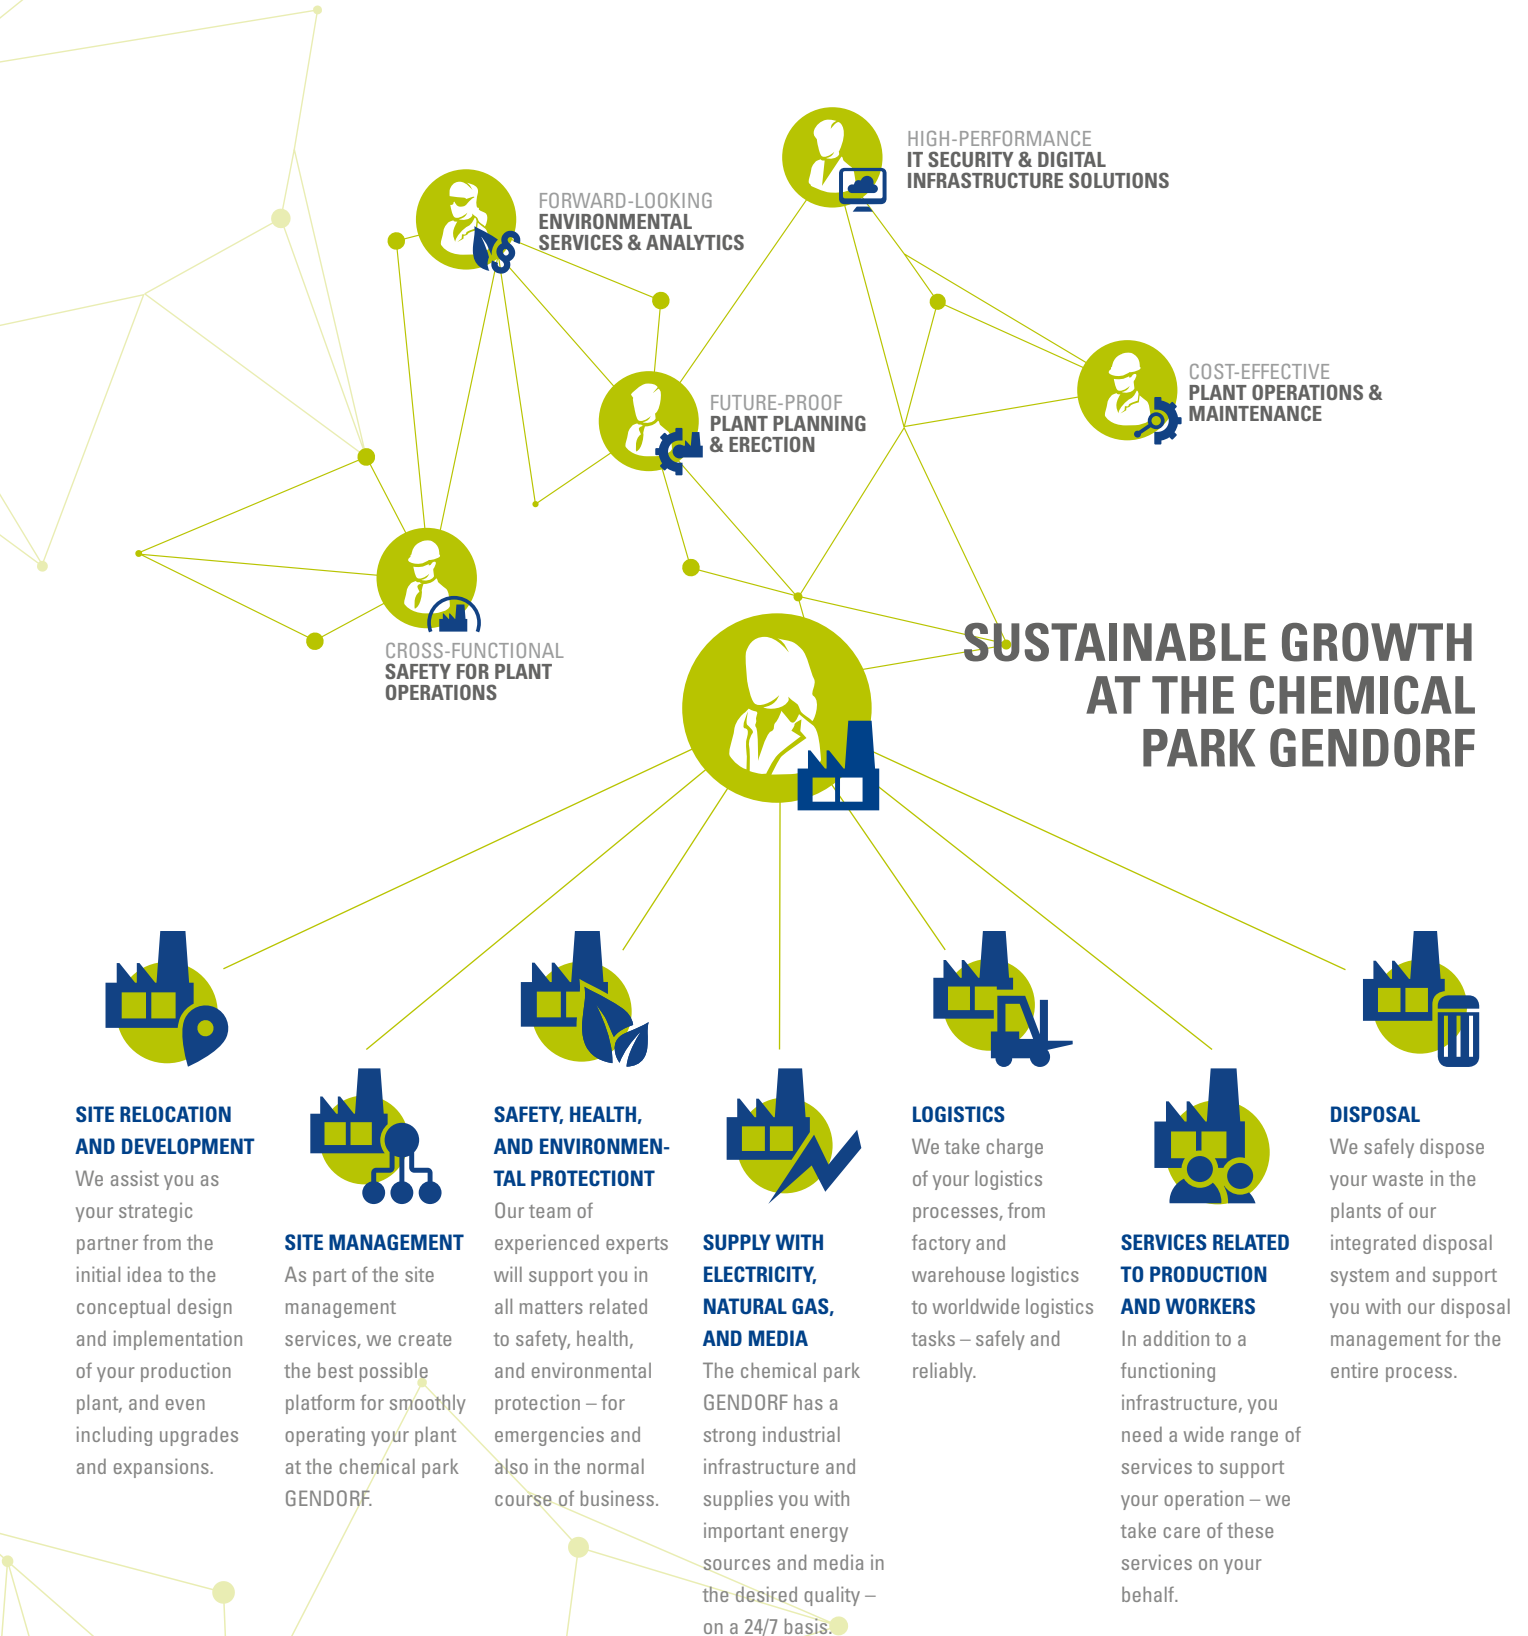 HIGH-PERFORMANCE
IT SECURITY & DIGITAL
INFRASTRUCTURE SOLUTIONS
FORWARD-LOOKING
ENVIRONMENTAL
SERVICES & ANALYTICS
COST-EFFECTIVE
PLANT OPERATIONS &
MAINTENANCE
FUTURE-PROOF
PLANT PLANNING
& ERECTION
CROSS-FUNCTIONAL
SAFETY FOR PLANT
OPERATIONS
SUSTAINABLE GROWTH
AT THE CHEMICAL
PARK GENDORF
SITE RELOCATION
AND DEVELOPMENT
We assist you as
your strategic
partner from the
initial idea to the
conceptual design
and implementation
of your production
plant, and even
including upgrades
and expansions.
SITE MANAGEMENT
As part of the site
management
services, we create
the best possible
platform for smoothly
operating your plant
at the chemical park
GENDORF.
SAFETY, HEALTH,
AND ENVIRONMEN-
TAL PROTECTIONT
Our team of
experienced experts
will support you in
all matters related
to safety, health,
and environmental
protection – for
emergencies and
also in the normal
course of business.
SUPPLY WITH
ELECTRICITY,
NATURAL GAS,
AND MEDIA
The chemical park
GENDORF has a
strong industrial
infrastructure and
supplies you with
important energy
sources and media in
the desired quality –
on a 24/7 basis.
LOGISTICS
We take charge
of your logistics
processes, from
factory and
warehouse logistics
to worldwide logistics
tasks – safely and
reliably.
SERVICES RELATED
TO PRODUCTION
AND WORKERS
In addition to a
functioning
infrastructure, you
need a wide range of
services to support
your operation – we
take care of these
services on your
behalf.
DISPOSAL
We safely dispose
your waste in the
plants of our
integrated disposal
system and support
you with our disposal
management for the
entire process.